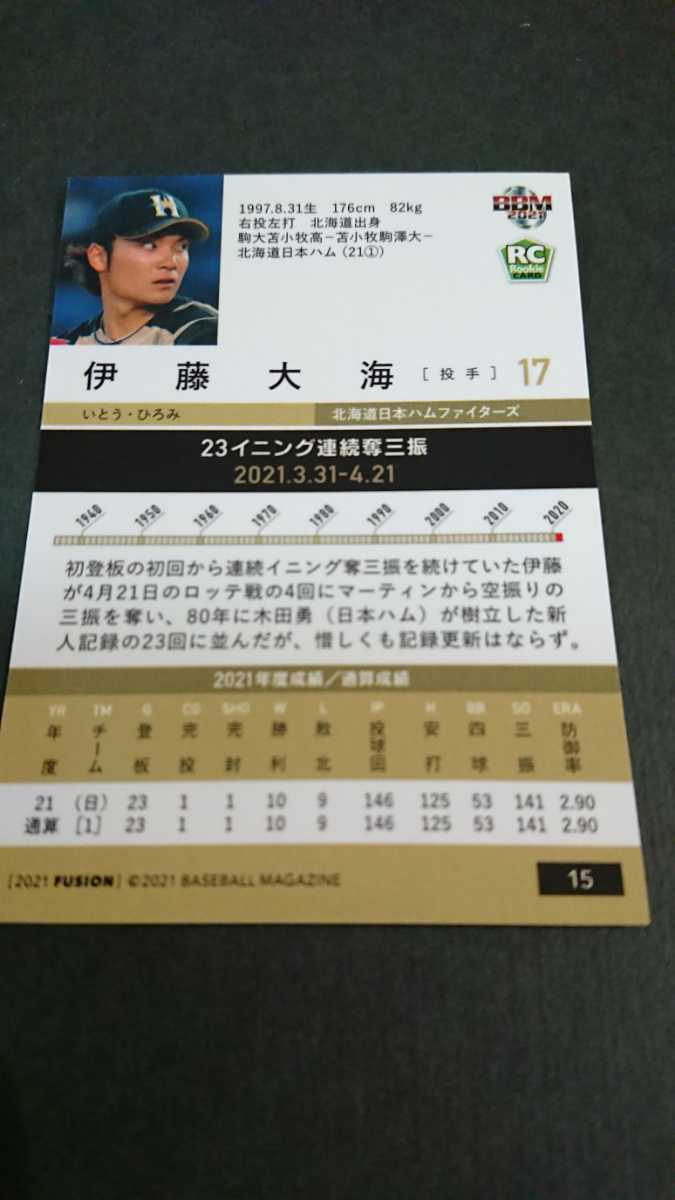 H
1997.8.31生 176cm 82kg
右投左打 北海道出身
駒大苫小牧高－苫小牧駒澤大－
北海道日本ハム（21①）
BBM
2021
RC
Rookie
CARD
伊藤大海 ［投手］ 17
いとう・ひろみ 北海道日本ハムファイターズ
23イニング連続奪三振
2021.3.31-4.21
1940 1950 1960 1970 1980 1990 2000 2010 2020
初登板の初回から連続イニング奪三振を続けていた伊藤
が4月21日のロッテ戦の4回にマーティンから空振りの
三振を奪い、80年に木田勇（日本ハム）が樹立した新
人記録の23回に並んだが、惜しくも記録更新はならず。
2021年度成績／通算成績
YR TM G CG SHO W L IP H BB SO ERA
年度 チーム 登板 完投 完封 勝利 敗北 投球回 安打 四球 三振 防御率
21 （日） 23 1 1 10 9 146 125 53 141 2.90
通算 ［1］ 23 1 1 10 9 146 125 53 141 2.90
［2021 FUSION］©2021 BASEBALL MAGAZINE
15